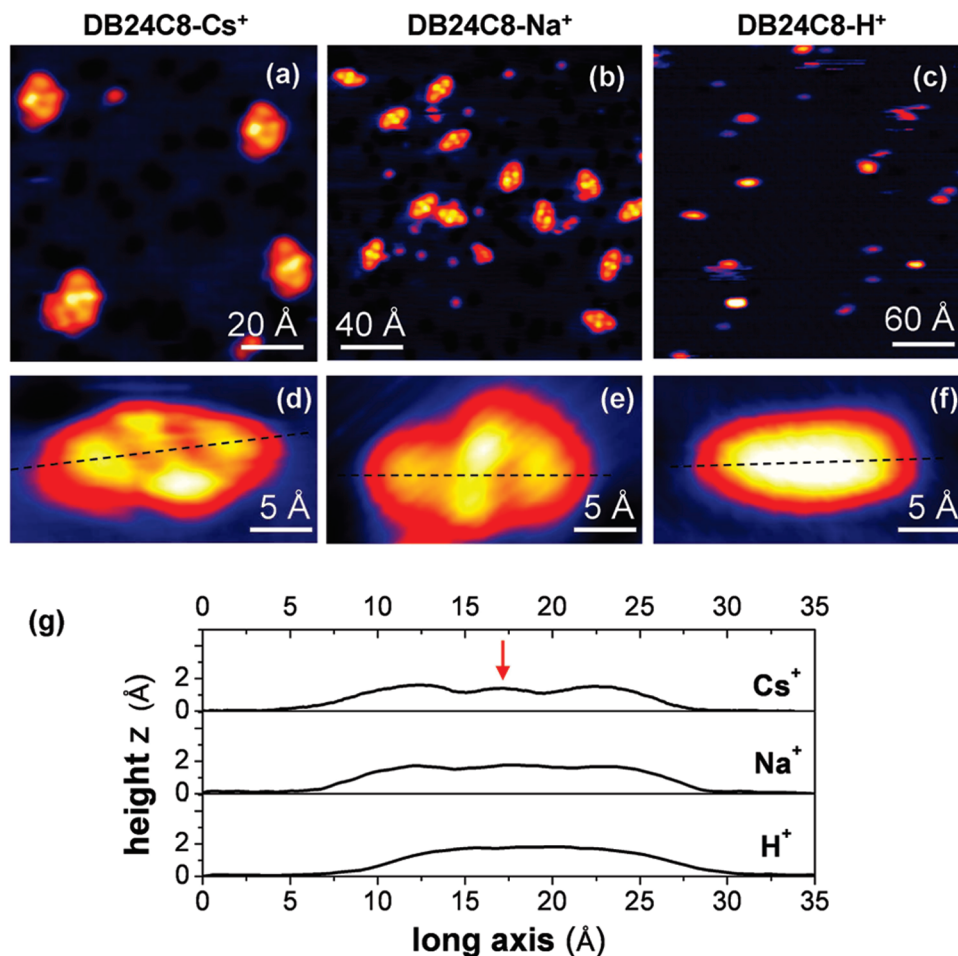 DB24C8-Cs⁺ DB24C8-Na⁺ DB24C8-H⁺
(a) (b) (c)
20 Å 40 Å 60 Å
(d) (e) (f)
5 Å 5 Å 5 Å
(g)
0 5 10 15 20 25 30 35
2
0
Cs⁺
2
0
Na⁺
2
0
H⁺
height z (Å)
0 5 10 15 20 25 30 35
long axis (Å)